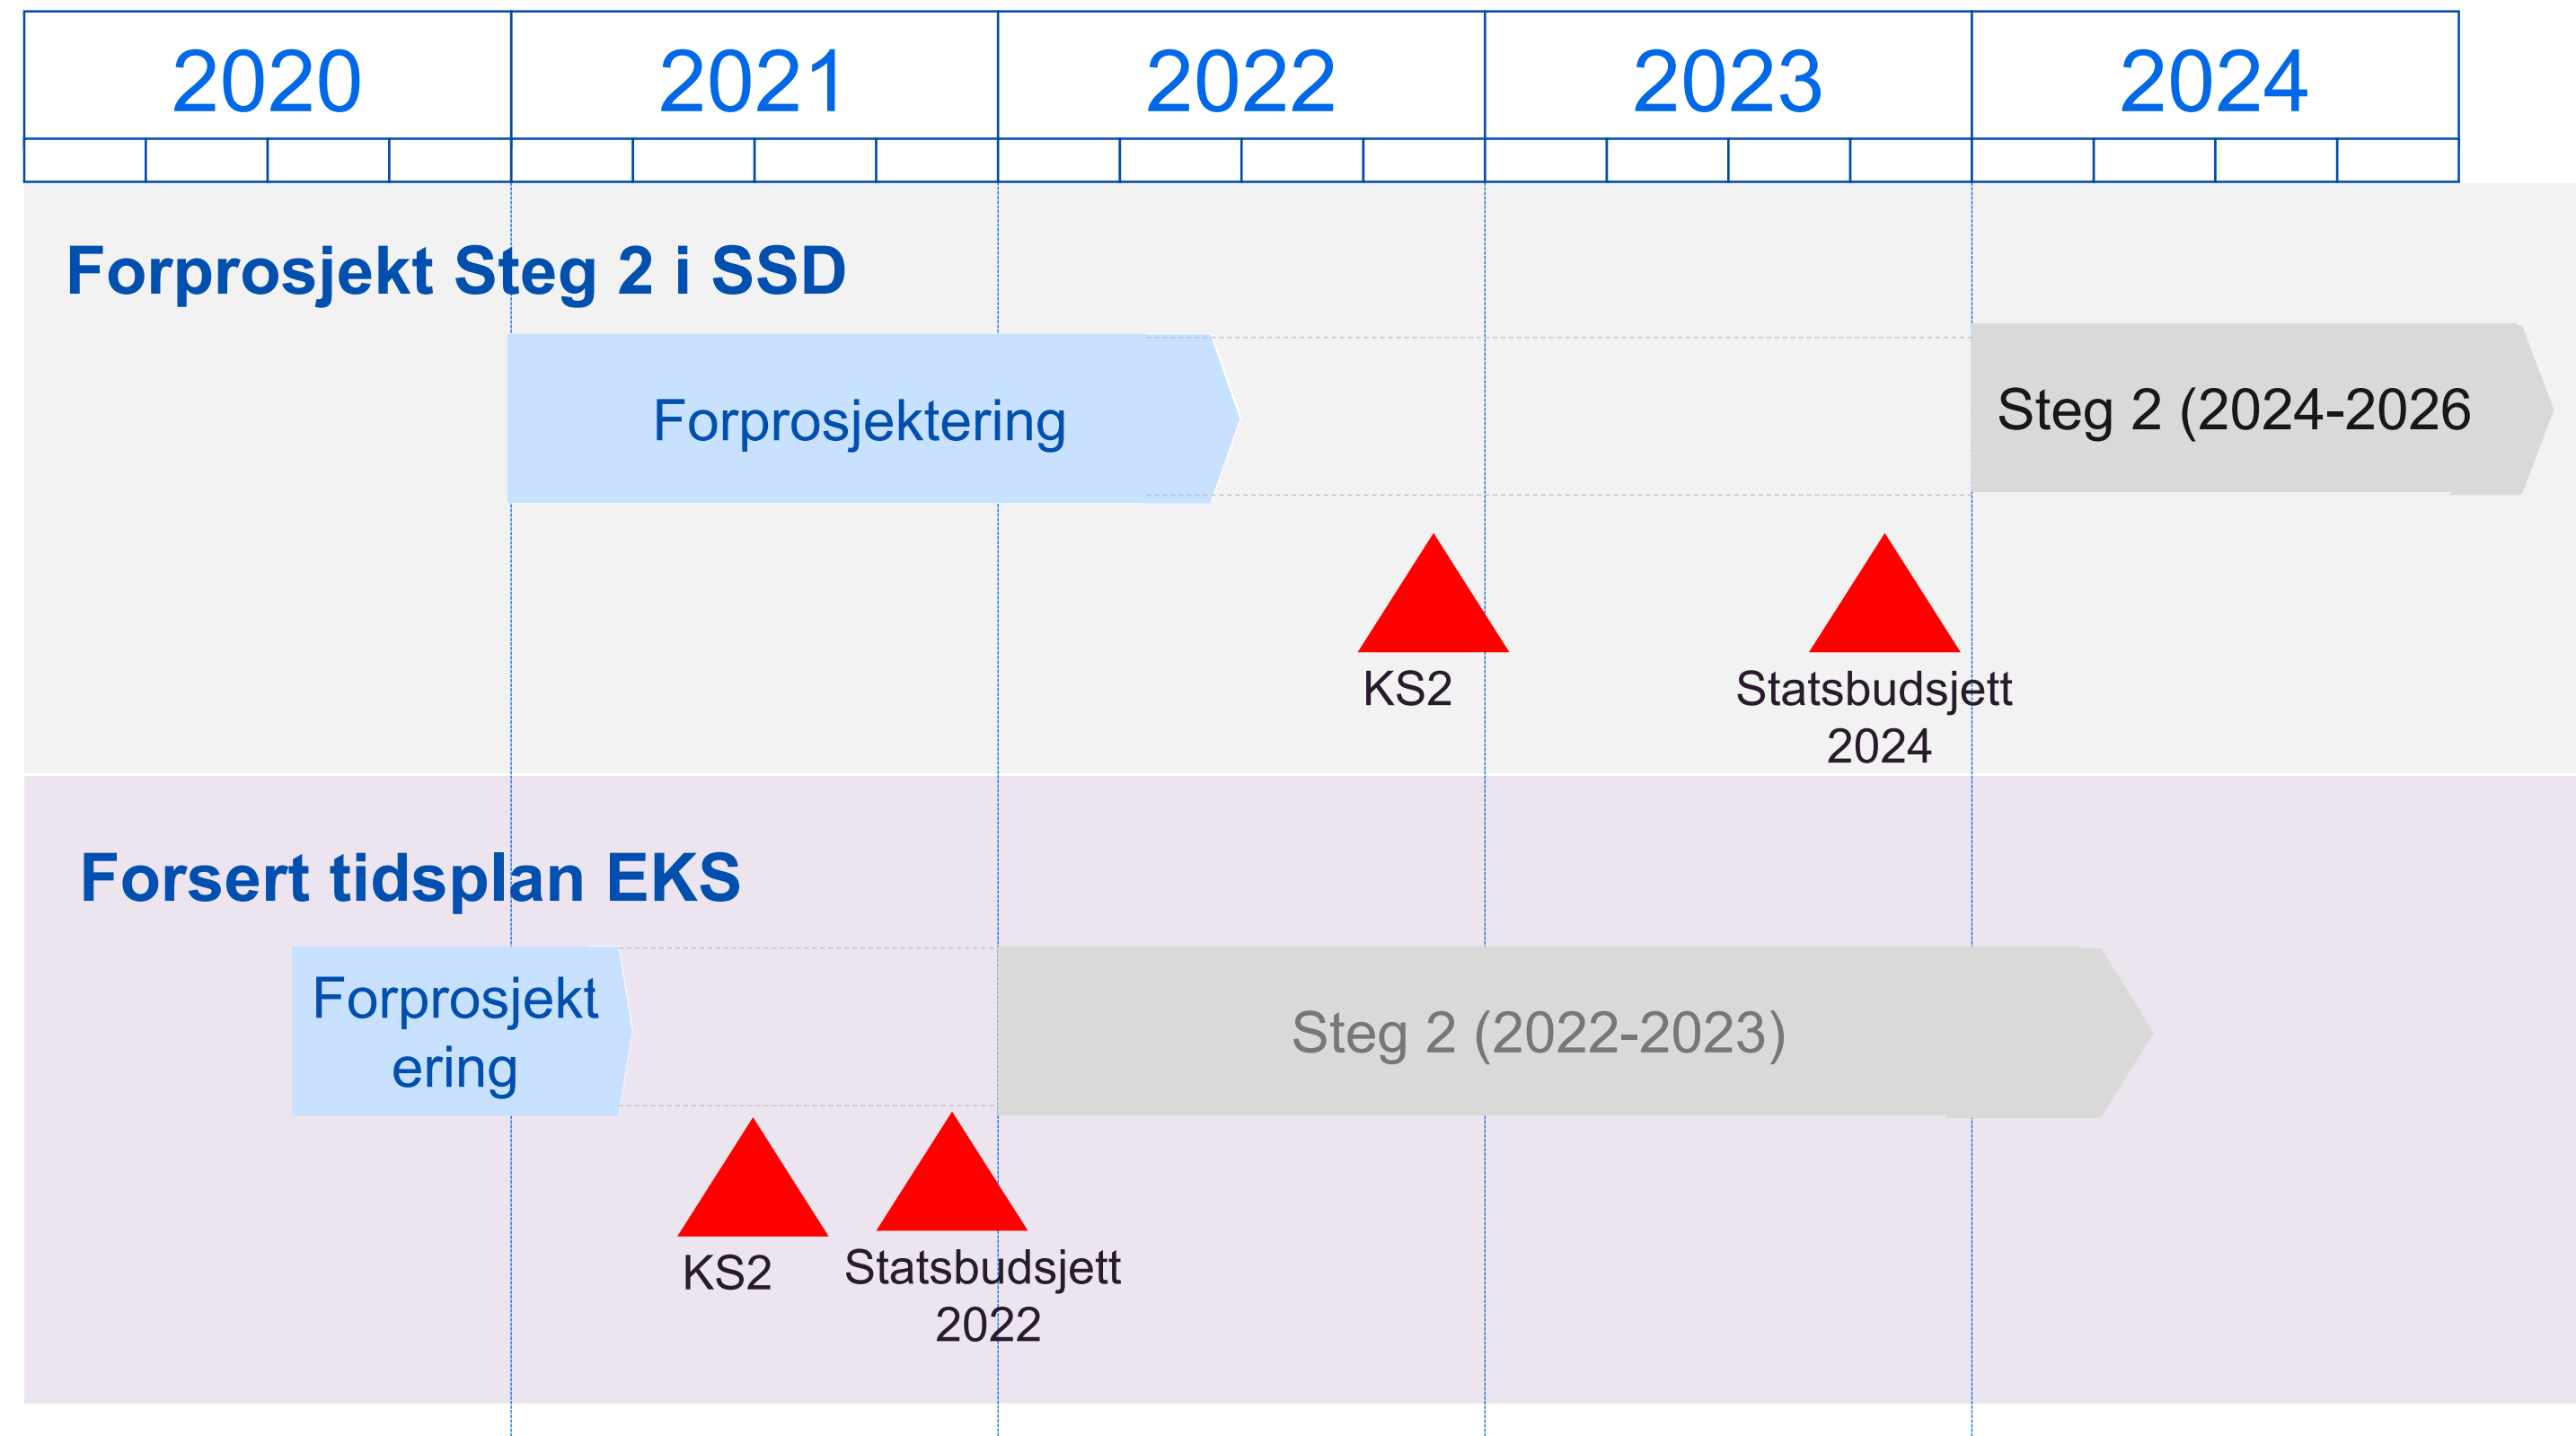 2020 2021 2022 2023 2024
Forprosjekt Steg 2 i SSD
Forprosjektering
Steg 2 (2024-2026
KS2
Statsbudsjett
2024
Forsert tidsplan EKS
Forprosjekt
ering
Steg 2 (2022-2023)
KS2
Statsbudsjett
2022